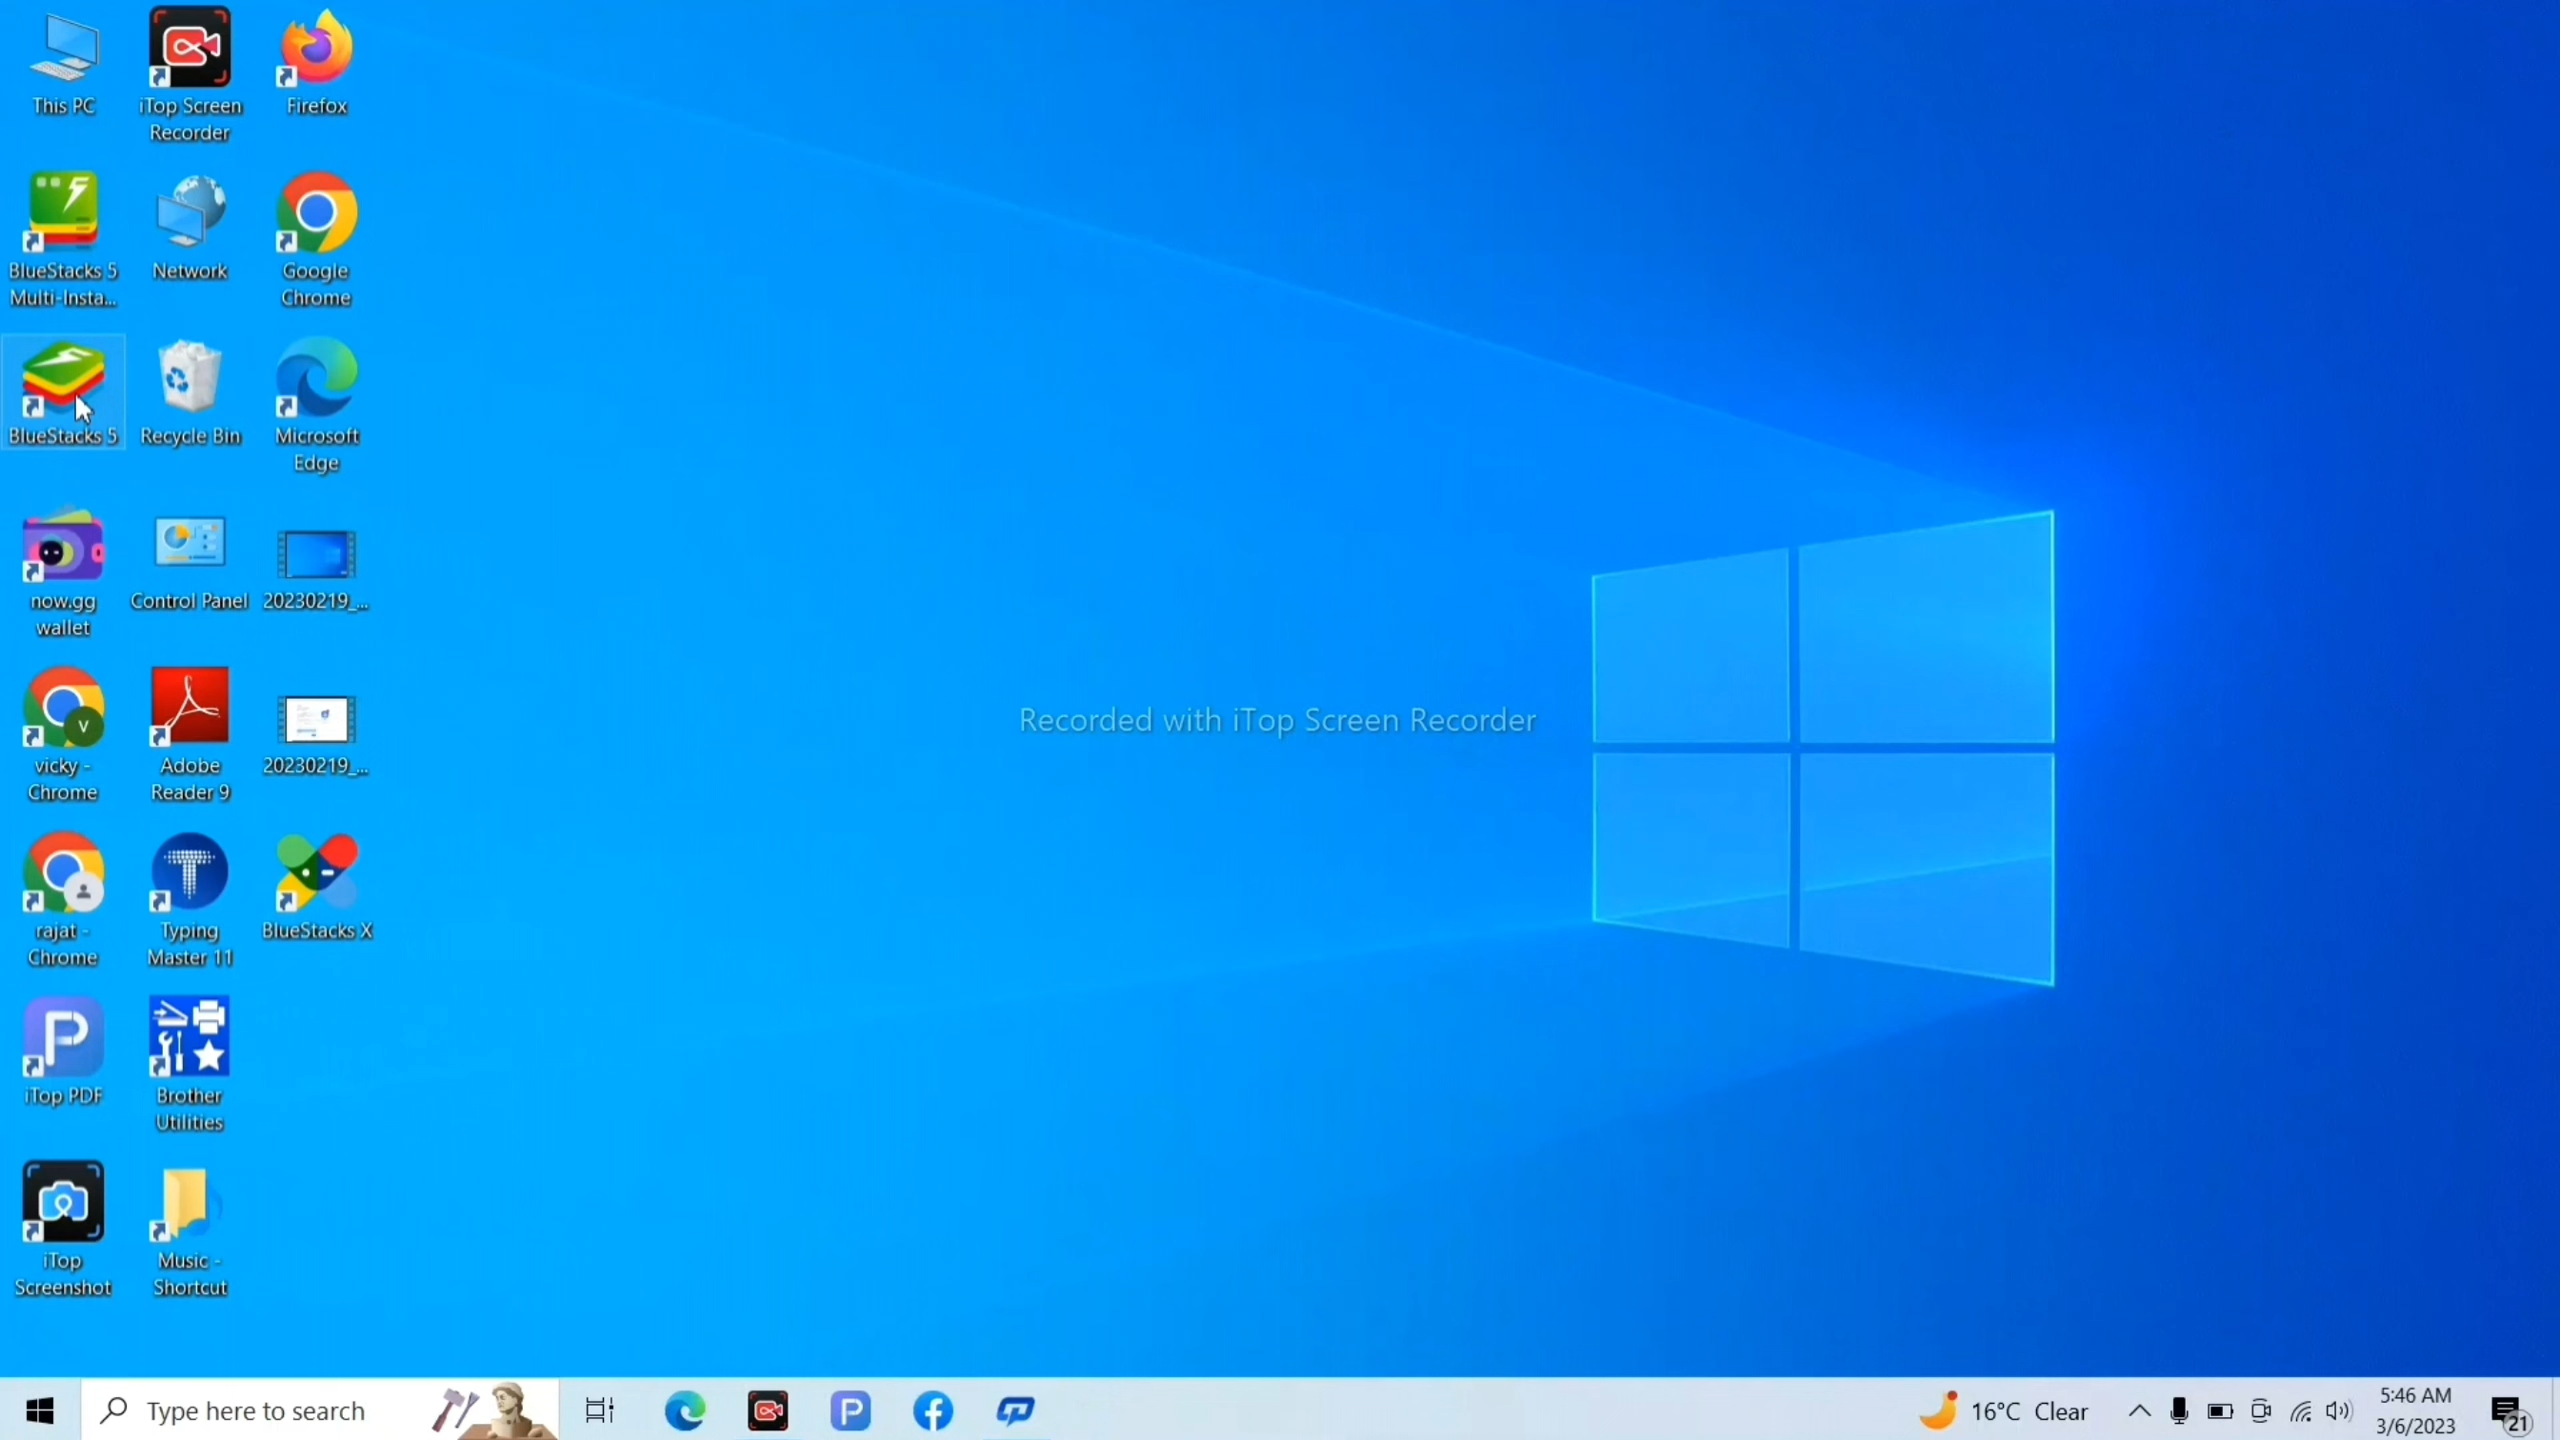 This PC
iTop Screen
Recorder
Firefox
BlueStacks 5
Multi-Insta...
Network
Google
Chrome
BlueStacks 5
Recycle Bin
Microsoft
Edge
now.gg
wallet
Control Panel
20230219_...
V
vicky -
Chrome
Adobe
Reader 9
20230219_...
rajat -
Chrome
Typing
Master 11
BlueStacks X
iTop PDF
Brother
Utilities
iTop
Screenshot
Music -
Shortcut
Recorded with iTop Screen Recorder
Type here to search
16°C Clear
5:46 AM
3/6/2023
21